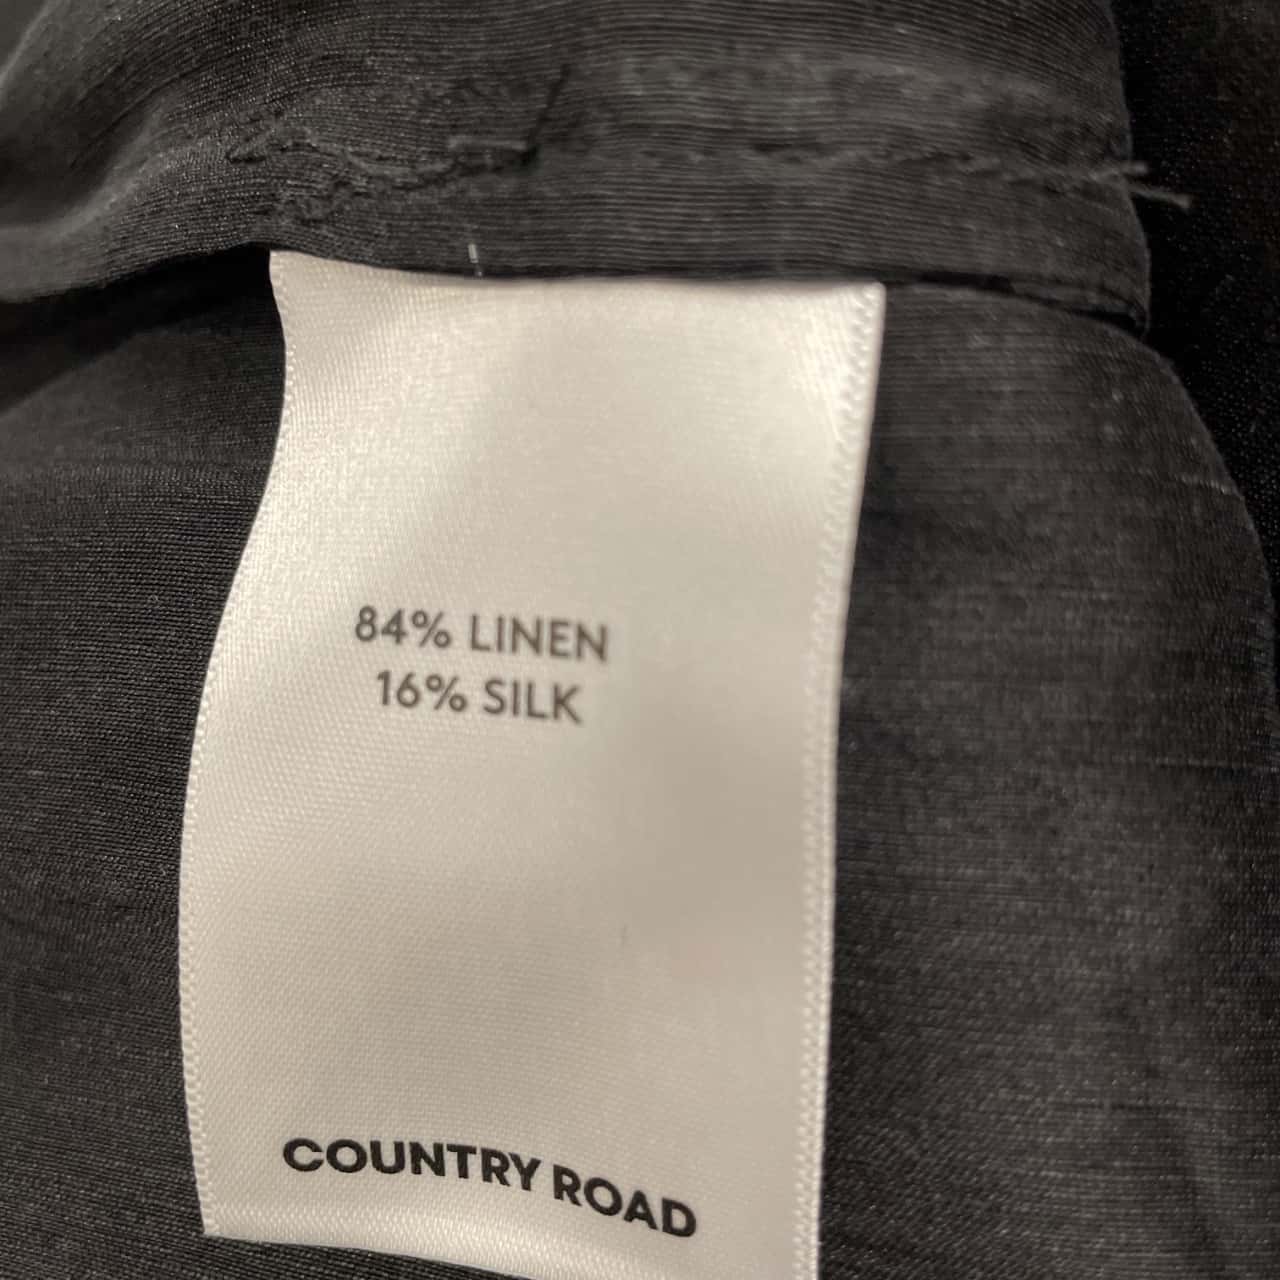 84% LINEN
16% SILK
COUNTRY ROAD